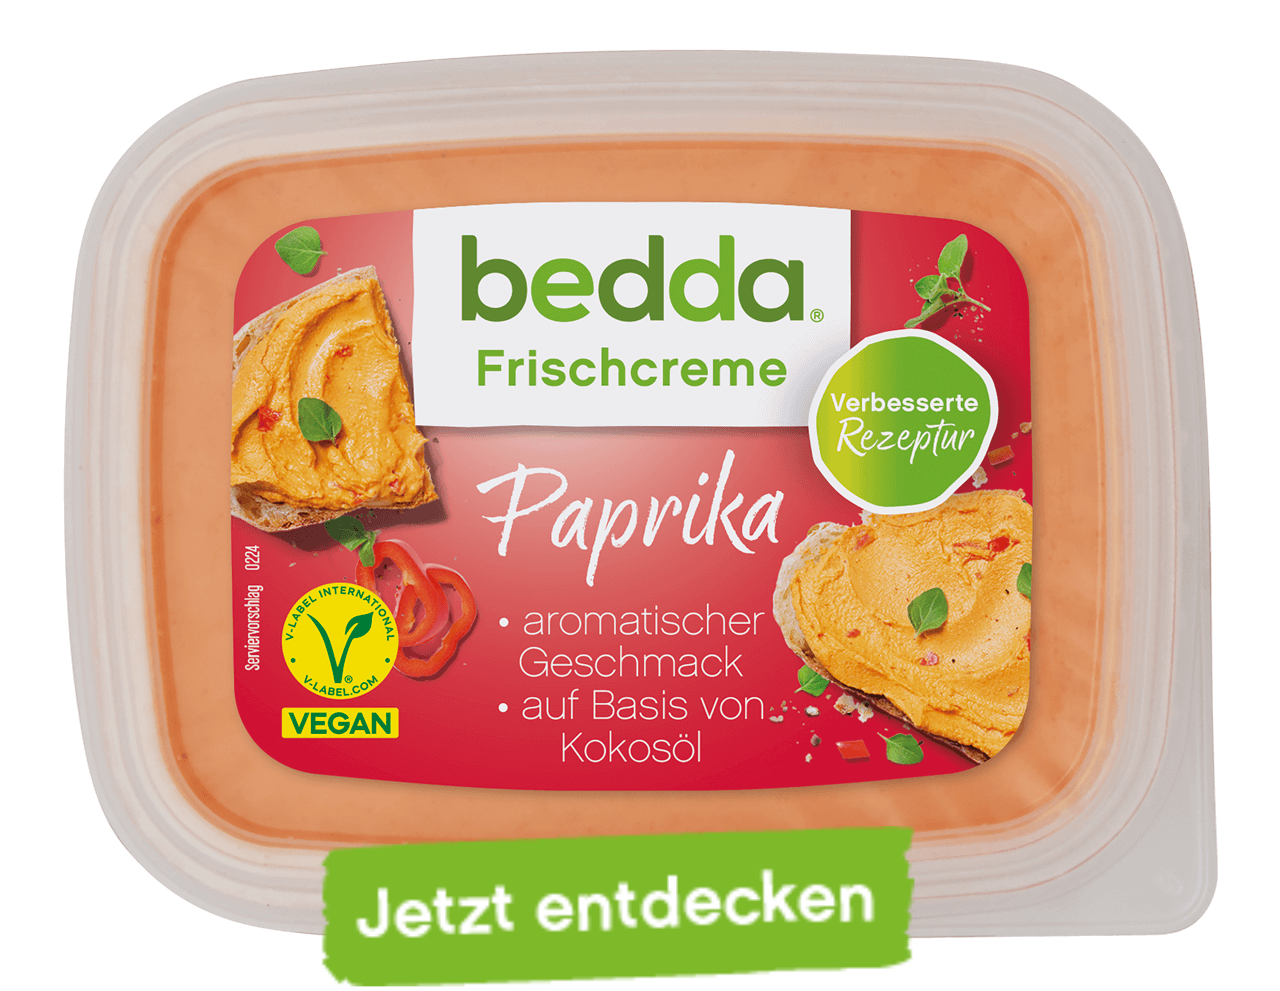 bedda®
Frischcreme
Verbesserte
Rezeptur
Paprika
• aromatischer
Geschmack
• auf Basis von
Kokosöl
Serviervorschlag 0224
V-LABEL INTERNATIONAL
® V-LABEL.COM
VEGAN
Jetzt entdecken